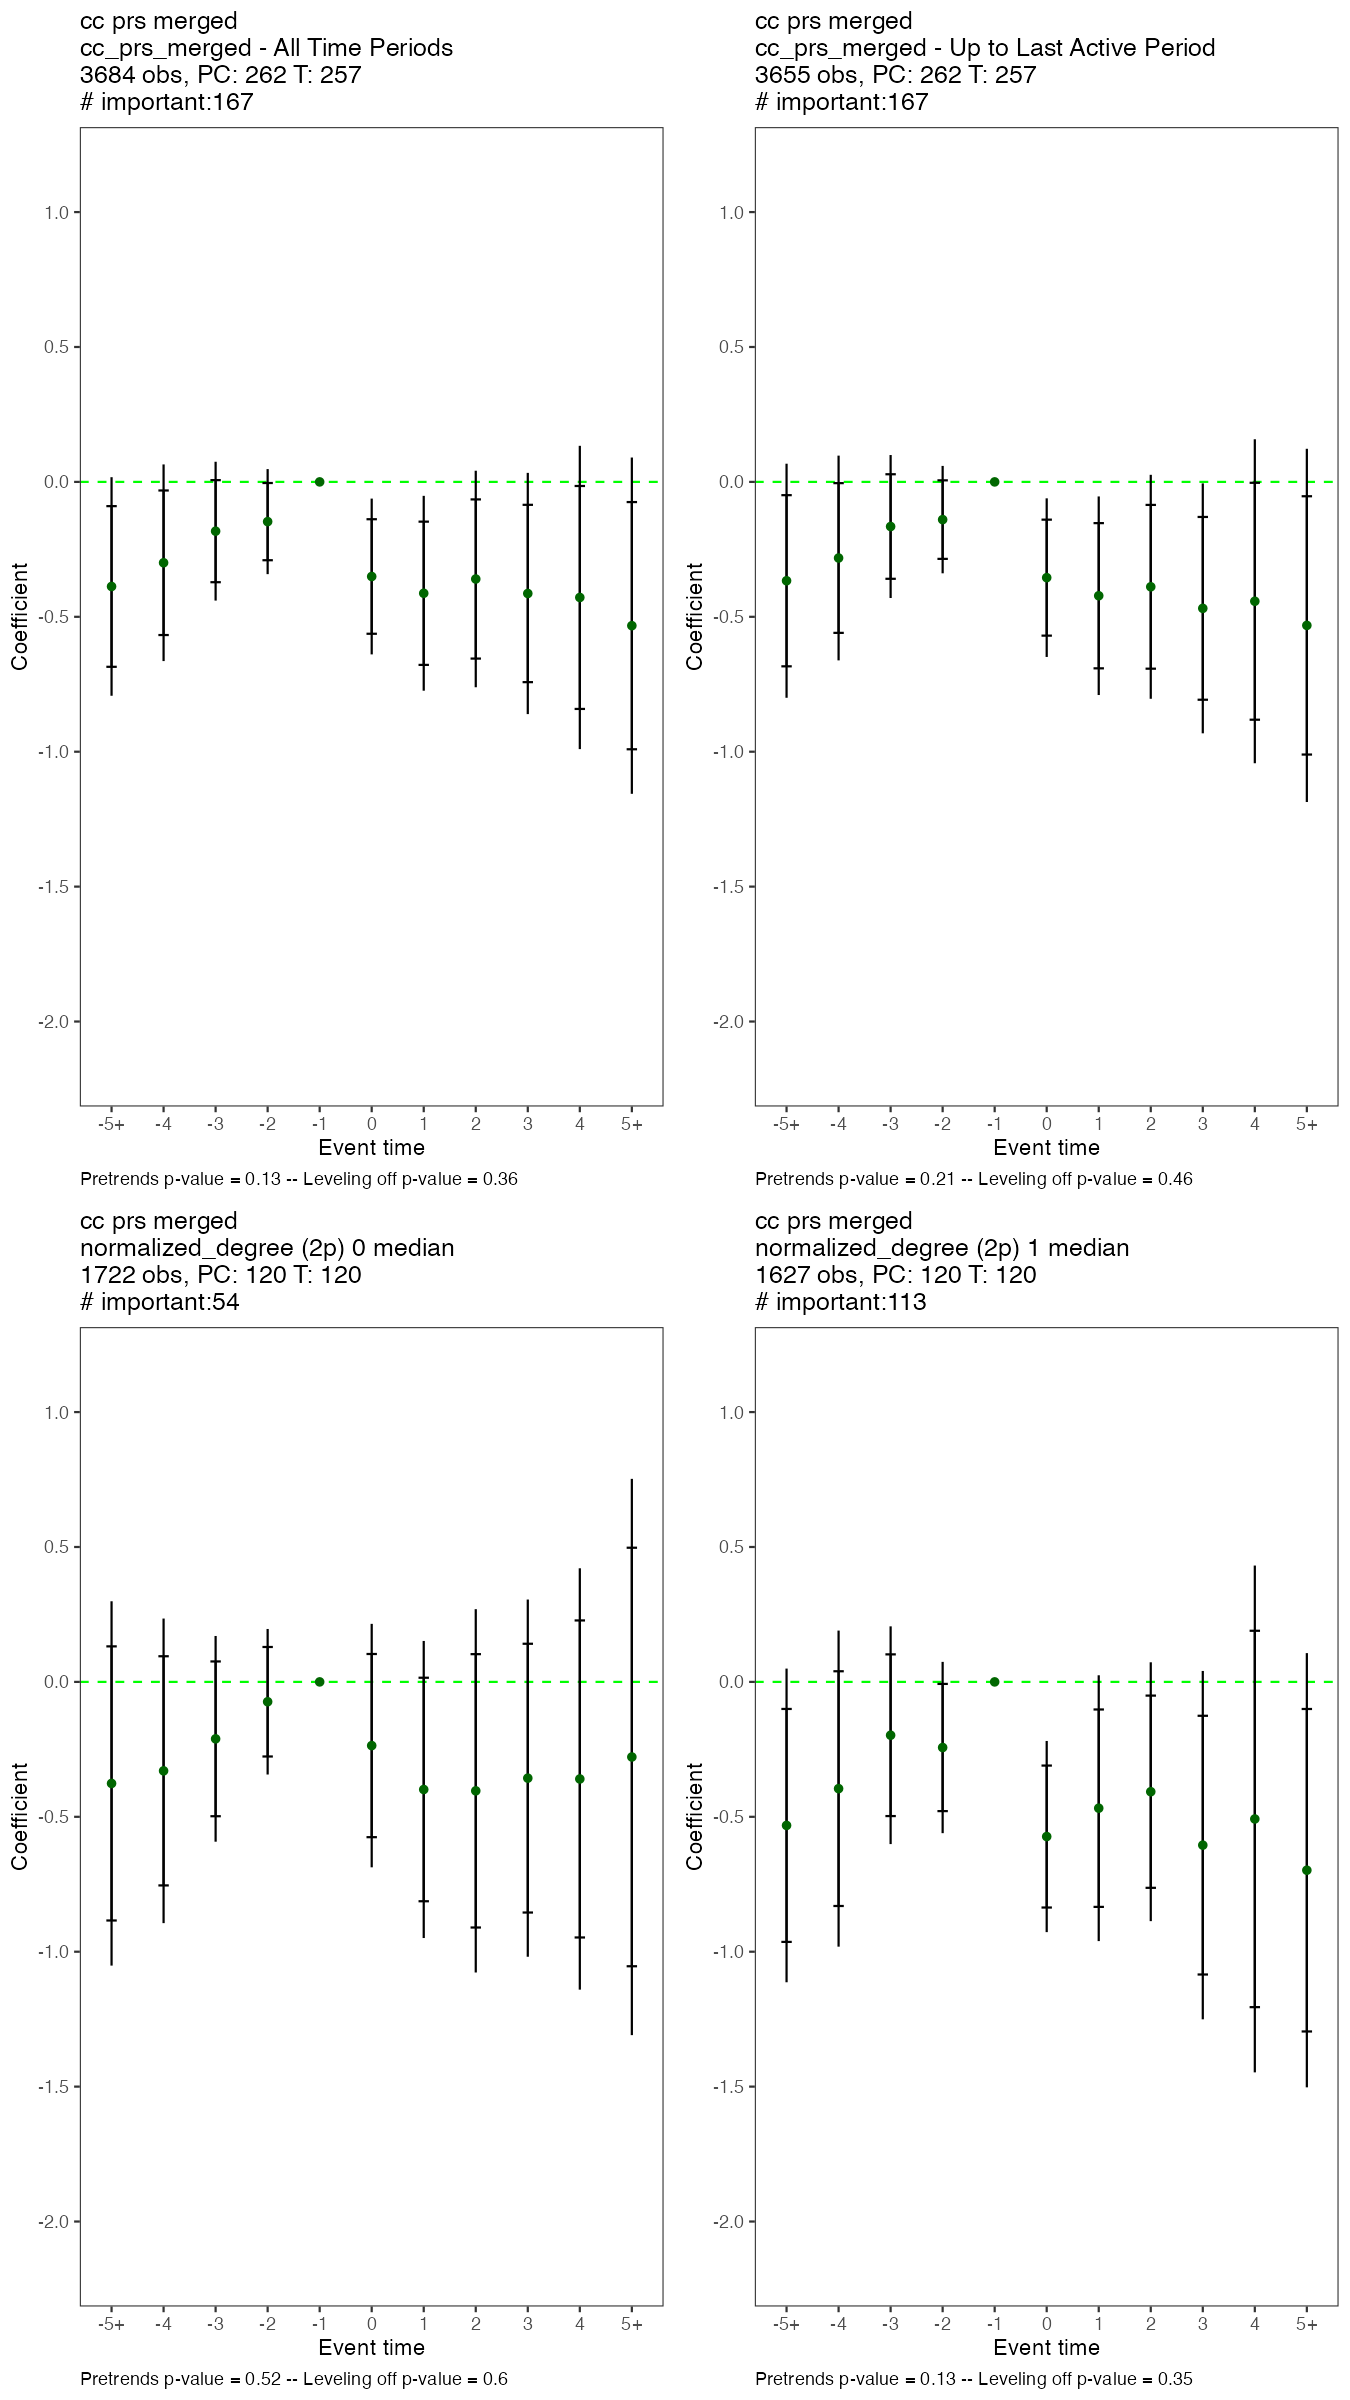 cc prs merged
cc_prs_merged - All Time Periods
3684 obs, PC: 262 T: 257
# important:167
1.0
0.5
0.0
-0.5
-1.0
-1.5
-2.0
Coefficient
-5+ -4 -3 -2 -1 0 1 2 3 4 5+
Event time
Pretrends p-value = 0.13 -- Leveling off p-value = 0.36
cc prs merged
cc_prs_merged - Up to Last Active Period
3655 obs, PC: 262 T: 257
# important:167
1.0
0.5
0.0
-0.5
-1.0
-1.5
-2.0
Coefficient
-5+ -4 -3 -2 -1 0 1 2 3 4 5+
Event time
Pretrends p-value = 0.21 -- Leveling off p-value = 0.46
cc prs merged
normalized_degree (2p) 0 median
1722 obs, PC: 120 T: 120
# important:54
1.0
0.5
0.0
-0.5
-1.0
-1.5
-2.0
Coefficient
-5+ -4 -3 -2 -1 0 1 2 3 4 5+
Event time
Pretrends p-value = 0.52 -- Leveling off p-value = 0.6
cc prs merged
normalized_degree (2p) 1 median
1627 obs, PC: 120 T: 120
# important:113
1.0
0.5
0.0
-0.5
-1.0
-1.5
-2.0
Coefficient
-5+ -4 -3 -2 -1 0 1 2 3 4 5+
Event time
Pretrends p-value = 0.13 -- Leveling off p-value = 0.35